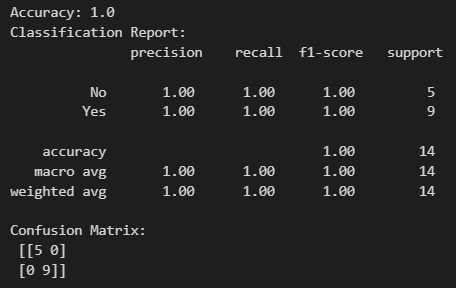 Accuracy: 1.0
Classification Report:
precision recall f1-score support
No 1.00 1.00 1.00 5
Yes 1.00 1.00 1.00 9
accuracy 1.00 14
macro avg 1.00 1.00 1.00 14
weighted avg 1.00 1.00 1.00 14
Confusion Matrix:
[[5 0]
[0 9]]